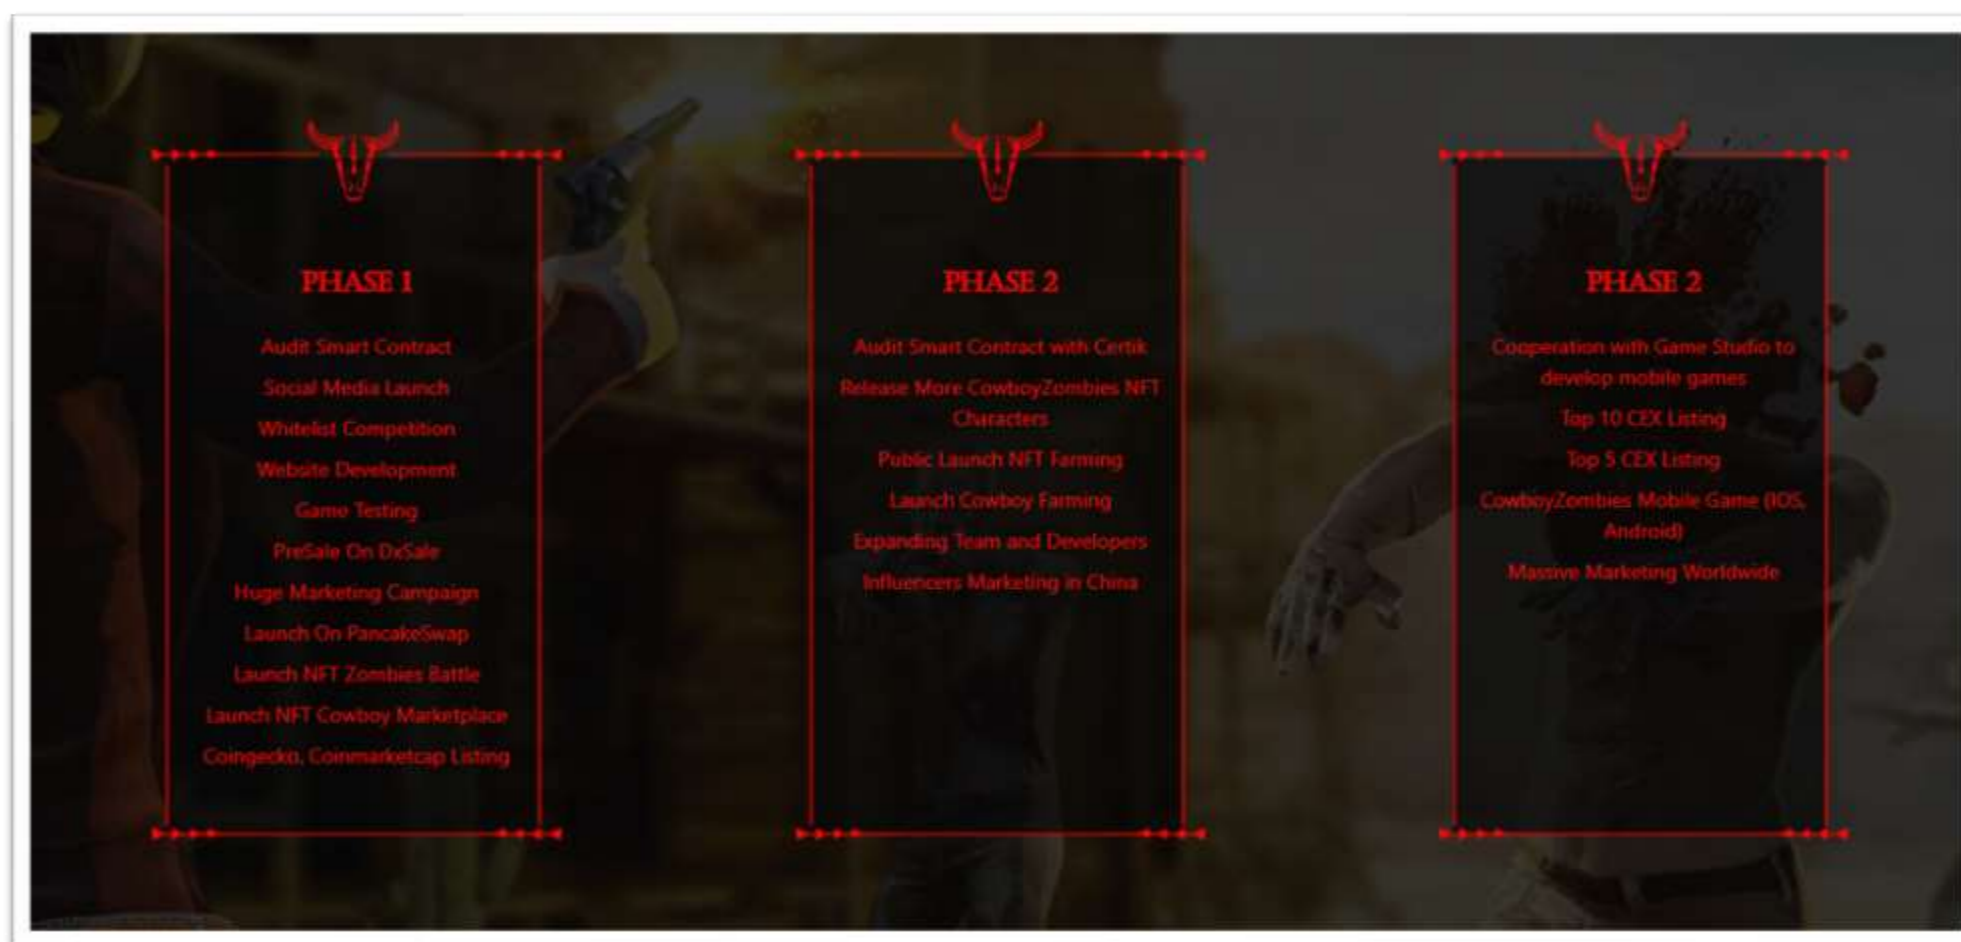 PHASE 1
Audit Smart Contract
Social Media Launch
Whitelist Competition
Website Development
Game Testing
PreSale On DxSale
Huge Marketing Campaign
Launch On PancakeSwap
Launch NFT Zombies Battle
Launch NFT Cowboy Marketplace
Coingecko, Coinmarketcap Listing
PHASE 2
Audit Smart Contract with Certik
Release More CowboyZombies NFT
Characters
Public Launch NFT Farming
Launch Cowboy Farming
Expanding Team and Developers
Influencers Marketing in China
PHASE 2
Cooperation with Game Studio to
develop mobile games
Top 10 CEX Listing
Top 5 CEX Listing
CowboyZombies Mobile Game (IOS,
Android)
Massive Marketing Worldwide